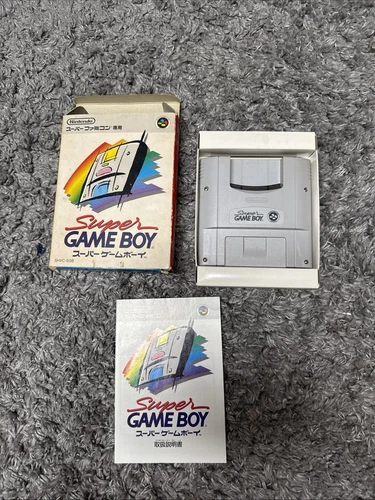 Nintendo
スーパーファミコン専用
Super
GAME BOY
スーパーゲームボーイ
SHVC-SGB
Super
GAME BOY
Super
GAME BOY
スーパーゲームボーイ
取扱説明書